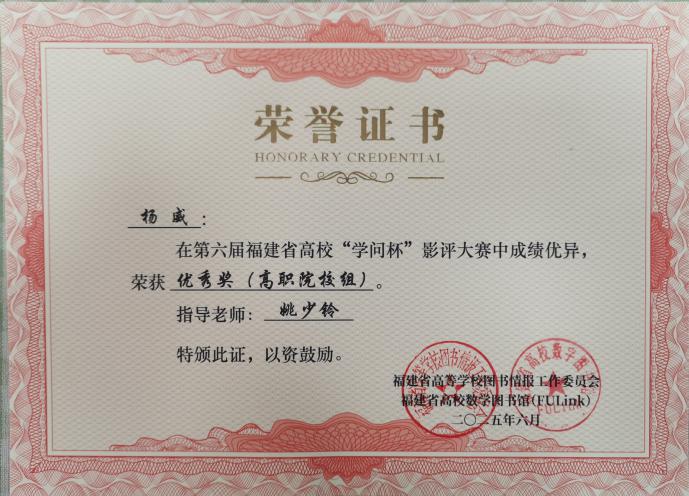 荣誉证书
HONORARY CREDENTIAL
杨威：
在第六届福建省高校“学问杯”影评大赛中成绩优异，
荣获 优秀奖（高职院校组）。
指导老师：姚少铃
特颁此证，以资鼓励。
福建省高等学校图书情报工作委员会
福建省高校数字图书馆(FULink)
二〇二五年六月